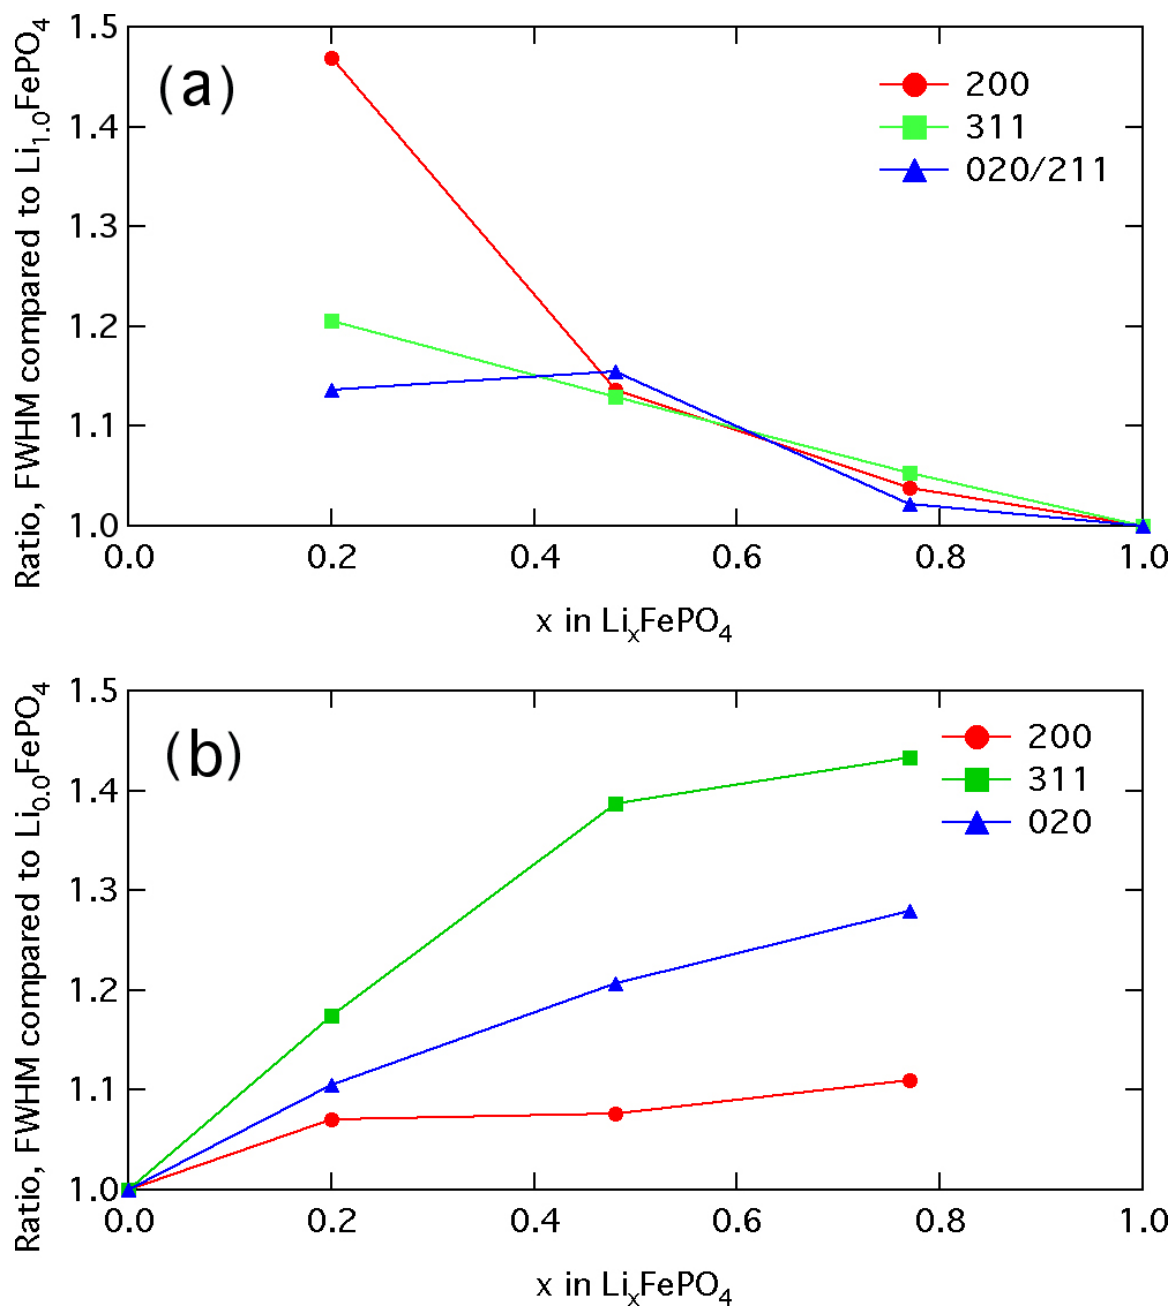 Ratio, FWHM compared to Li1.0FePO4
(a)
200
311
020/211
1.5
1.4
1.3
1.2
1.1
1.0
0.0 0.2 0.4 0.6 0.8 1.0
x in LixFePO4
Ratio, FWHM compared to Li0.0FePO4
(b)
200
311
020
1.5
1.4
1.3
1.2
1.1
1.0
0.0 0.2 0.4 0.6 0.8 1.0
x in LixFePO4